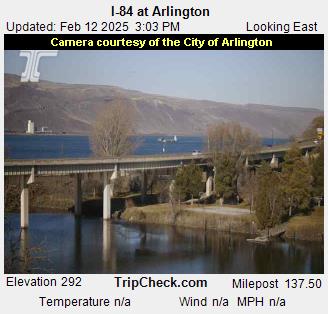 I-84 at Arlington
Updated: Feb 12 2025 3:03 PM Looking East
Camera courtesy of the City of Arlington
Elevation 292 TripCheck.com Milepost 137.50
Temperature n/a Wind n/a MPH n/a